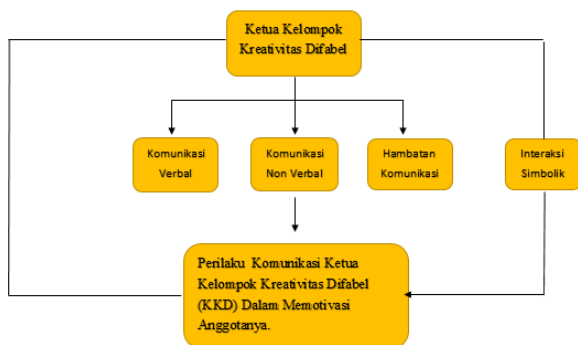 Ketua Kelompok
Kreativitas Difabel
Komunikasi
Verbal
Komunikasi
Non Verbal
Hambatan
Komunikasi
Interaksi
Simbolik
Perilaku Komunikasi Ketua
Kelompok Kreativitas Difabel
(KKD) Dalam Memotivasi
Anggotanya.